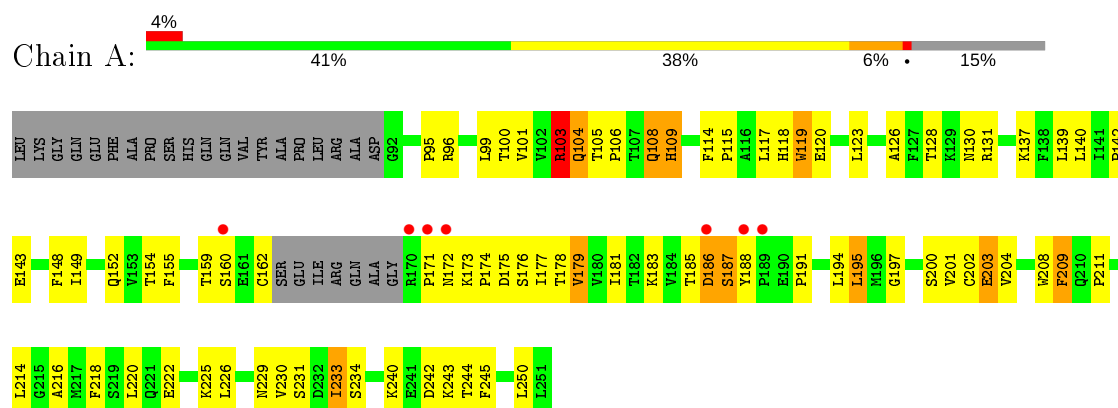 4%
Chain A:
41% 38% 6% • 15%
LEU LYS GLY GLN GLU PHE ALA PRO SER HIS GLN GLN VAL TYR ALA PRO LEU ARG ALA ASP G92 P95 R96 L99 T100 V101 V102 R103 Q104 T105 P106 T107 Q108 H109 F114 P115 A116 L117 H118 W119 E120 L123 A126 F127 T128 K129 N130 R131 K137 F138 L139 L140 I141
E143 F148 I149 Q152 V153 T154 F155 T159 S160 E161 C162 SER GLU ILE ARG GLN ALA GLY R170 P171 N172 K173 P174 D175 S176 I177 T178 V179 V180 I181 T182 K183 V184 T185 D186 S187 Y188 P189 E190 P191 L194 L195 M196 G197 S200 V201 C202 E203 V204 W208 F209 Q210 P211
L214 G215 A216 M217 F218 S219 L220 Q221 E222 K225 L226 N229 V230 S231 D232 I233 S234 K240 E241 D242 K243 T244 F245 L250 L251